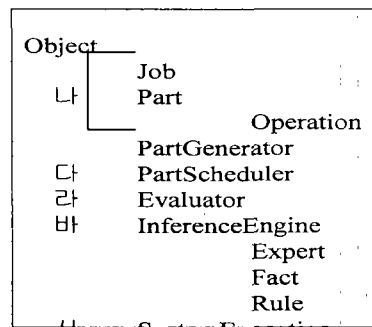 Object
Job
나 Part
Operation
PartGenerator
다 PartScheduler
라 Evaluator
바 InferenceEngine
Expert
Fact
Rule